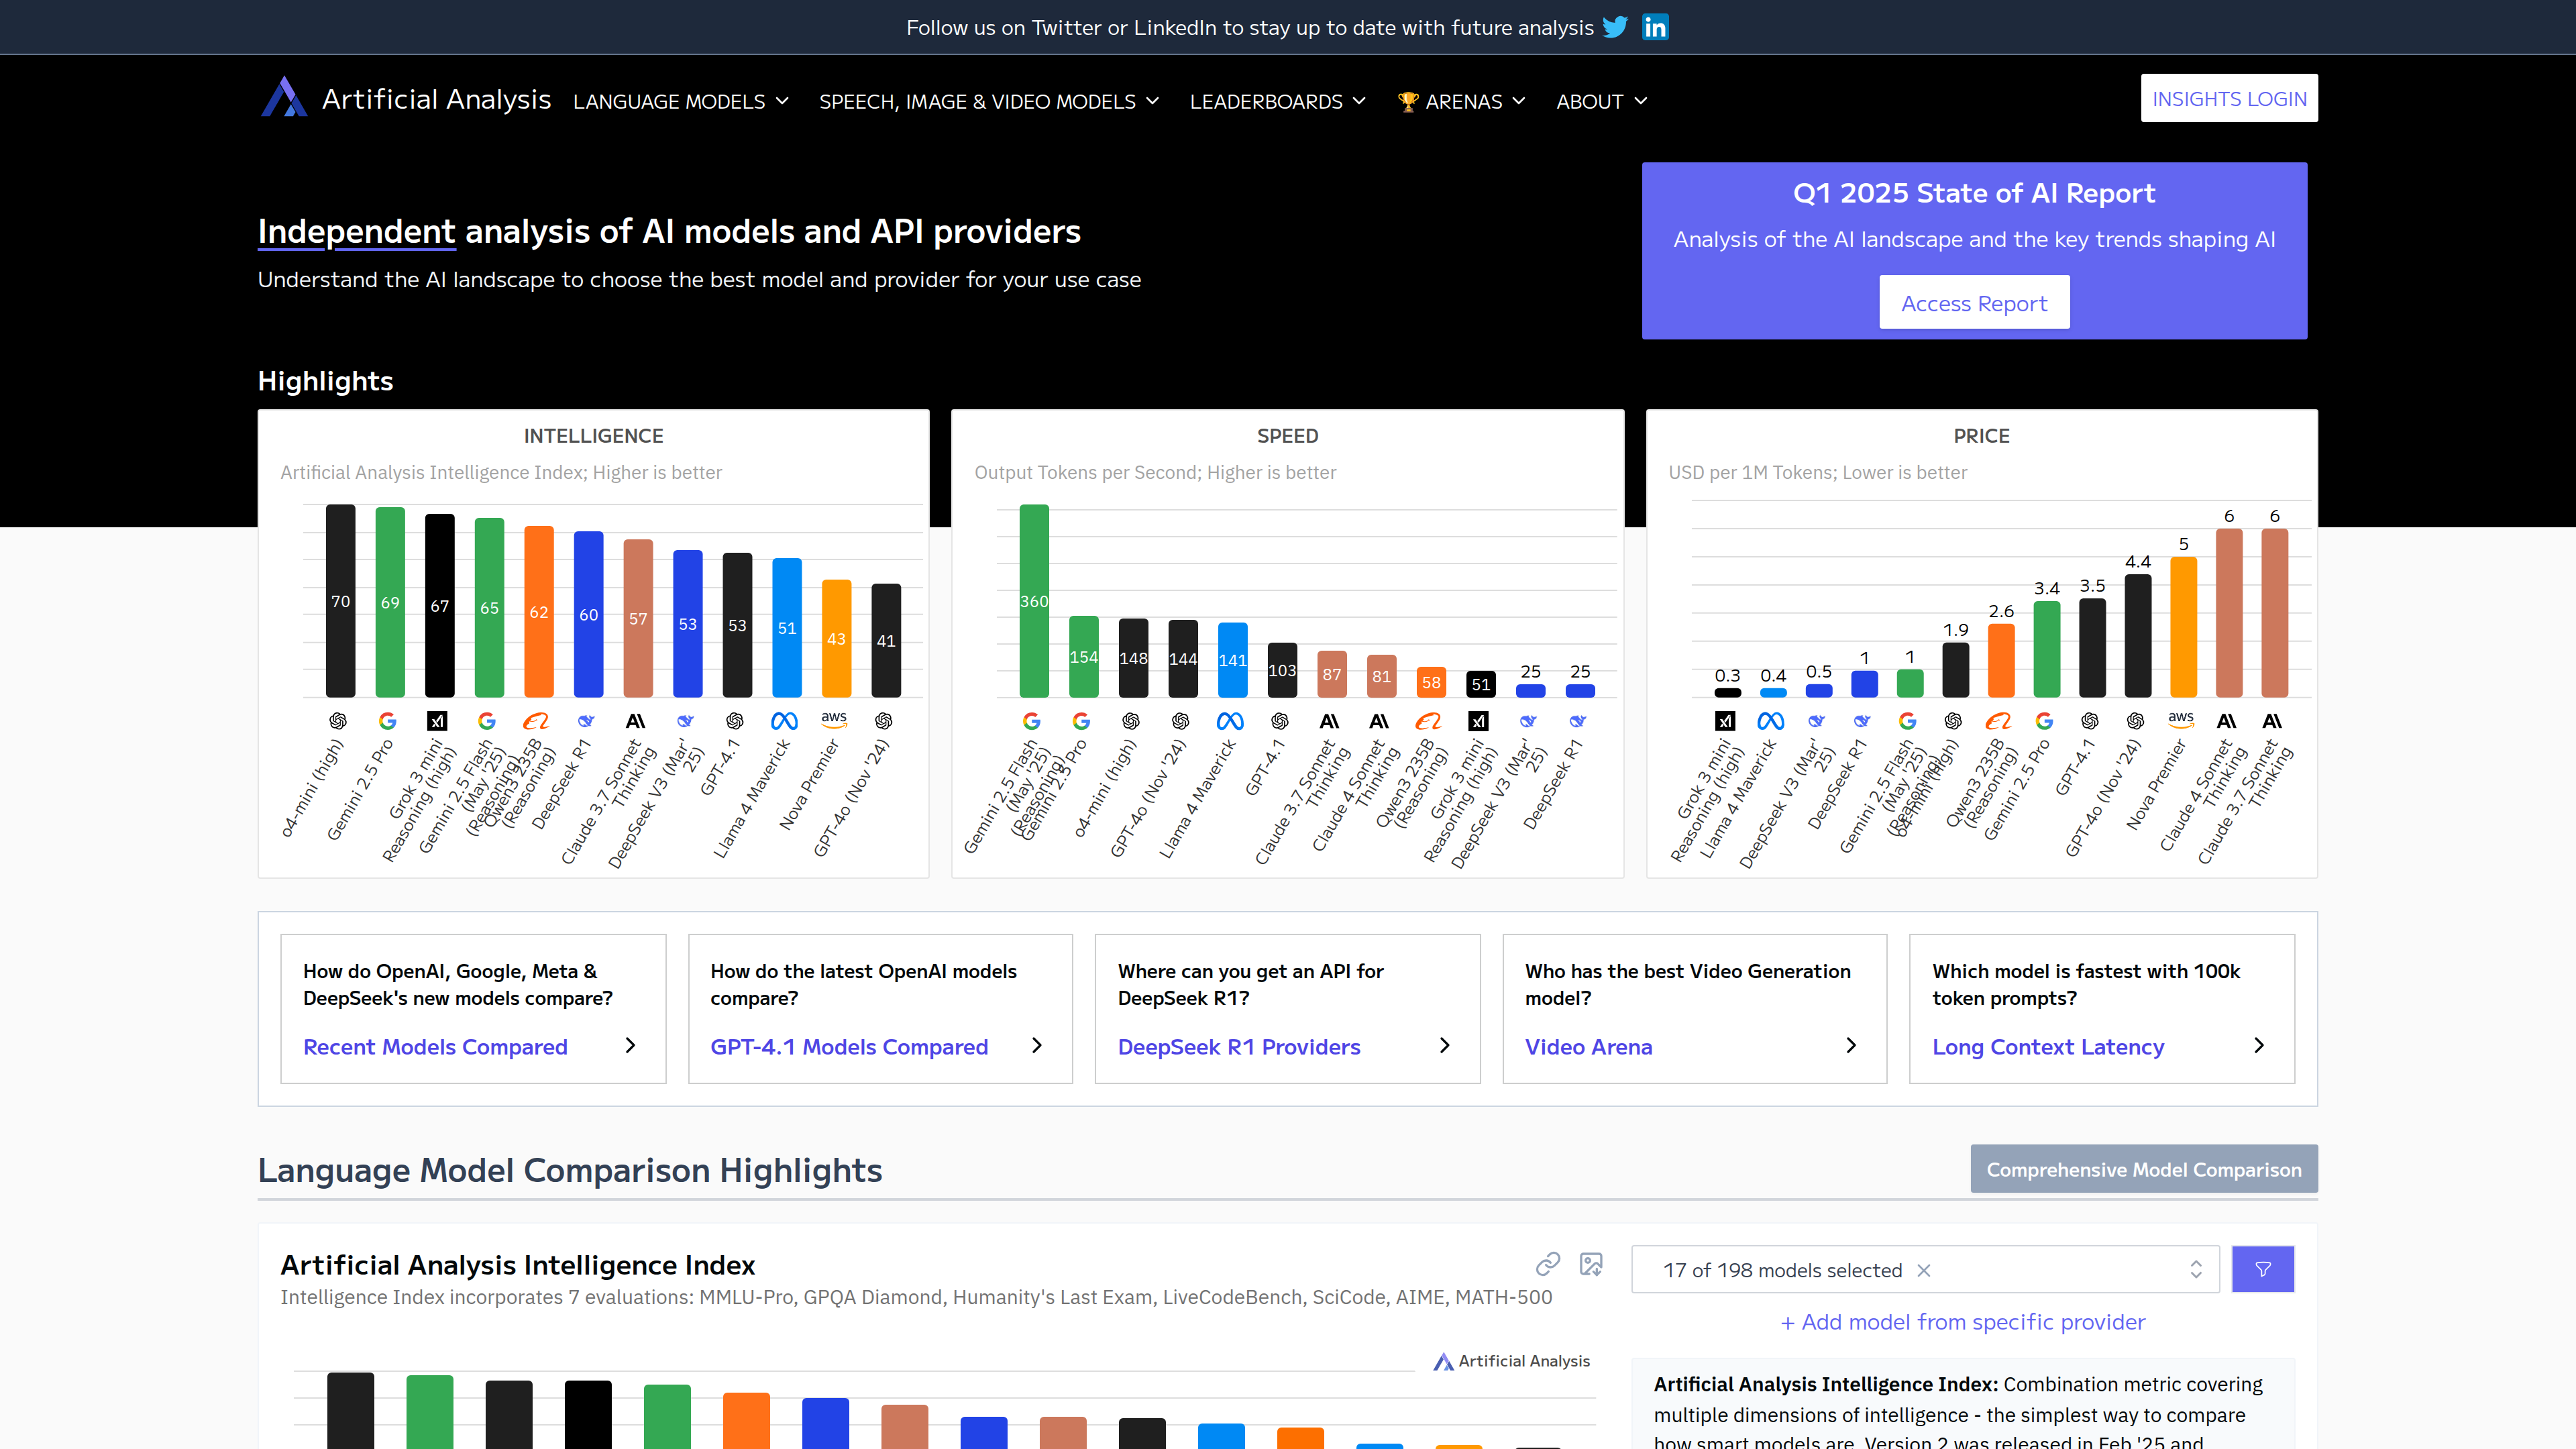 Follow us on Twitter or LinkedIn to stay up to date with future analysis
Artificial Analysis
LANGUAGE MODELS
SPEECH, IMAGE & VIDEO MODELS
LEADERBOARDS
ARENAS
ABOUT
INSIGHTS LOGIN
Independent analysis of AI models and API providers
Understand the AI landscape to choose the best model and provider for your use case
Q1 2025 State of AI Report
Analysis of the AI landscape and the key trends shaping AI
Access Report
Highlights
INTELLIGENCE
Artificial Analysis Intelligence Index; Higher is better
70
69
67
65
62
60
57
53
53
51
43
41
aws
o4-mini (high)
Gemini 2.5 Pro
Grok 3 mini
Reasoning (high)
Gemini 2.5 Flash
(May '25)
(Reasoning)
Qwen3 235B
(Reasoning)
DeepSeek R1
Claude 3.7 Sonnet
Thinking
DeepSeek V3 (Mar'
25)
GPT-4.1
Llama 4 Maverick
Nova Premier
GPT-4o (Nov '24)
SPEED
Output Tokens per Second; Higher is better
360
154
148
144
141
103
87
81
58
51
25
25
Gemini 2.5 Flash
(May '25)
(Reasoning)
Gemini 2.5 Pro
o4-mini (high)
GPT-4o (Nov '24)
Llama 4 Maverick
GPT-4.1
Claude 3.7 Sonnet
Thinking
Claude 4 Sonnet
Thinking
Qwen3 235B
(Reasoning)
Grok 3 mini
Reasoning (high)
DeepSeek V3 (Mar'
25)
DeepSeek R1
PRICE
USD per 1M Tokens; Lower is better
0.3
0.4
0.5
1
1
1.9
2.6
3.4
3.5
4.4
5
6
6
aws
Grok 3 mini
Reasoning (high)
Llama 4 Maverick
DeepSeek V3 (Mar'
25)
DeepSeek R1
Gemini 2.5 Flash
(May '25)
(Reasoning)
o4-mini (high)
Qwen3 235B
(Reasoning)
Gemini 2.5 Pro
GPT-4.1
GPT-4o (Nov '24)
Nova Premier
Claude 4 Sonnet
Thinking
Claude 3.7 Sonnet
Thinking
How do OpenAI, Google, Meta &
DeepSeek's new models compare?
Recent Models Compared
How do the latest OpenAI models
compare?
GPT-4.1 Models Compared
Where can you get an API for
DeepSeek R1?
DeepSeek R1 Providers
Who has the best Video Generation
model?
Video Arena
Which model is fastest with 100k
token prompts?
Long Context Latency
Language Model Comparison Highlights
Comprehensive Model Comparison
Artificial Analysis Intelligence Index
Intelligence Index incorporates 7 evaluations: MMLU-Pro, GPQA Diamond, Humanity's Last Exam, LiveCodeBench, SciCode, AIME, MATH-500
Artificial Analysis
17 of 198 models selected
+ Add model from specific provider
Artificial Analysis Intelligence Index: Combination metric covering
multiple dimensions of intelligence - the simplest way to compare
how smart models are. Version 2 was released in Feb '25 and